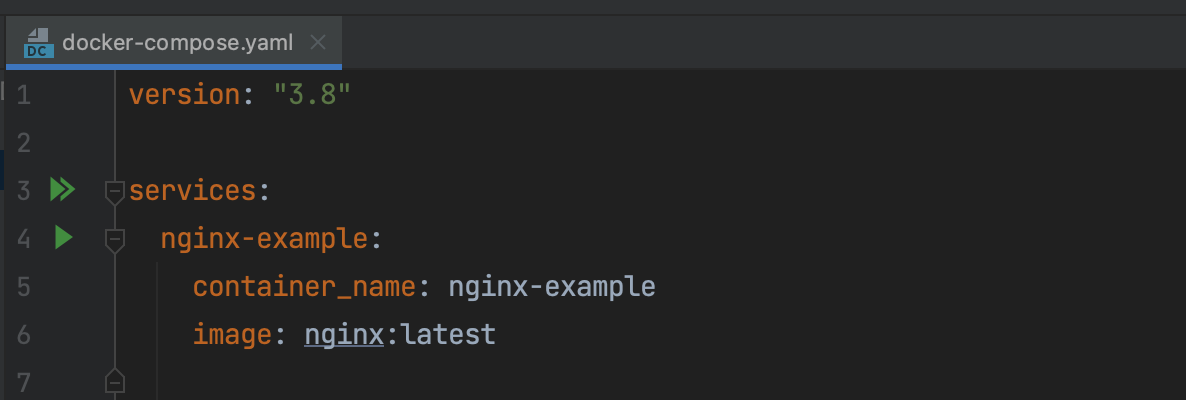 DC docker-compose.yaml
1 version: "3.8"
2
3 services:
4 nginx-example:
5 container_name: nginx-example
6 image: nginx:latest
7